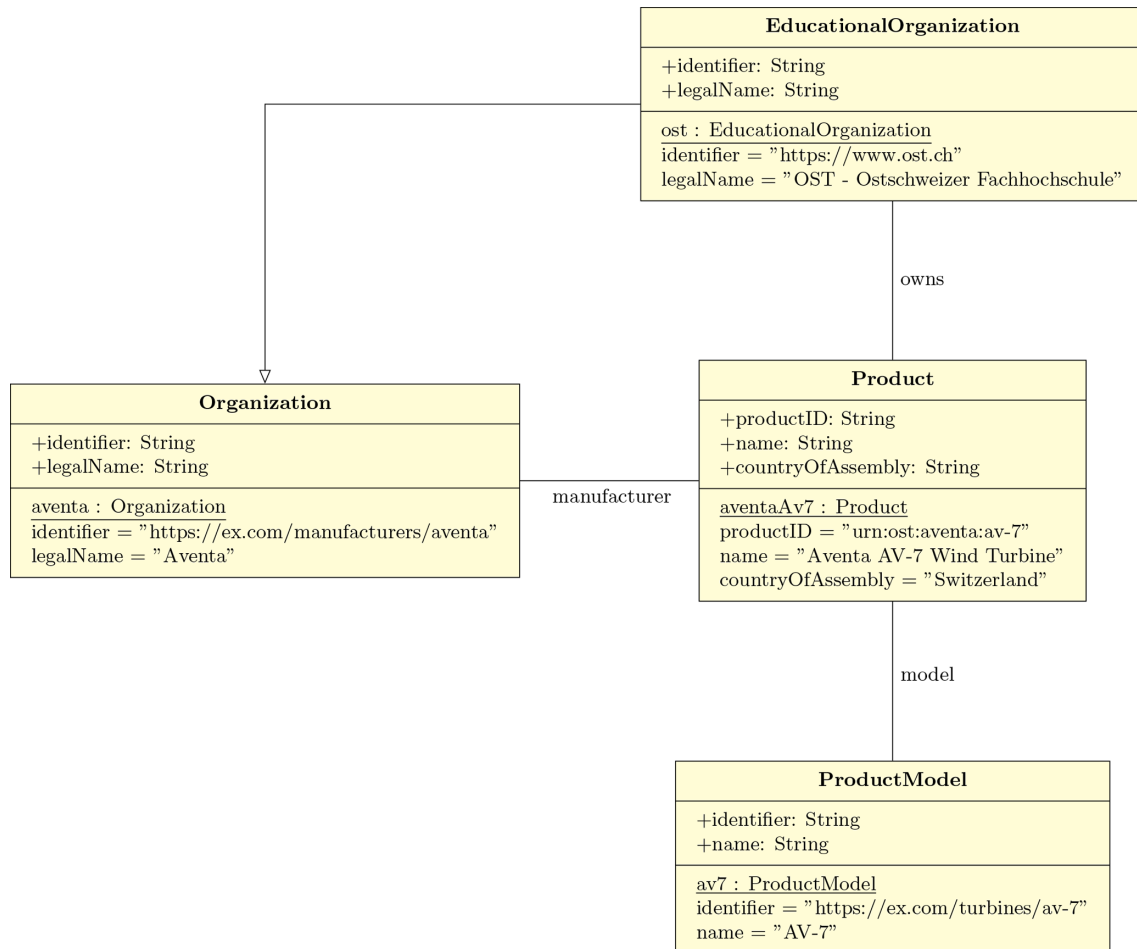 EducationalOrganization
+identifier: String
+legalName: String
ost : EducationalOrganization
identifier = ”https://www.ost.ch”
legalName = ”OST - Ostschweizer Fachhochschule”
owns
Organization
+identifier: String
+legalName: String
aventa : Organization
identifier = ”https://ex.com/manufacturers/aventa”
legalName = ”Aventa”
manufacturer
Product
+productID: String
+name: String
+countryOfAssembly: String
aventaAv7 : Product
productID = ”urn:ost:aventa:av-7”
name = ”Aventa AV-7 Wind Turbine”
countryOfAssembly = ”Switzerland”
model
ProductModel
+identifier: String
+name: String
av7 : ProductModel
identifier = ”https://ex.com/turbines/av-7”
name = ”AV-7”